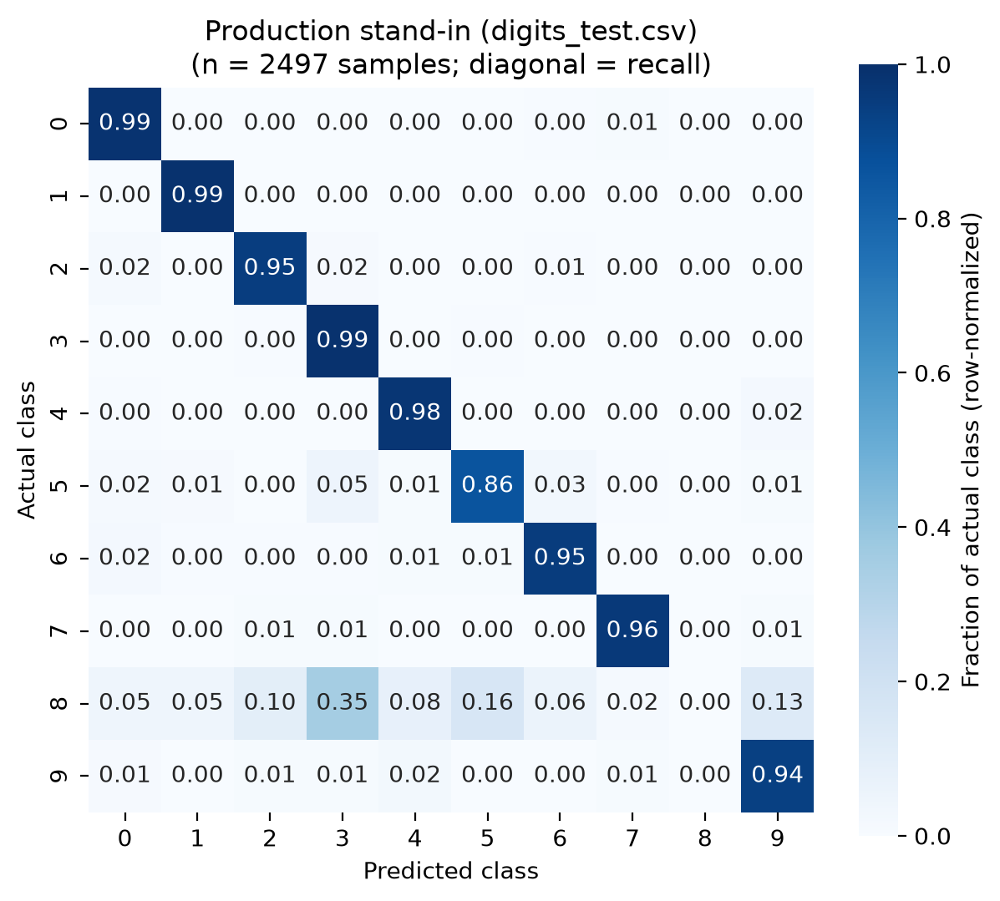 Production stand-in (digits_test.csv)
(n = 2497 samples; diagonal = recall)
Actual class
0 0.99 0.00 0.00 0.00 0.00 0.00 0.00 0.01 0.00 0.00
1 0.00 0.99 0.00 0.00 0.00 0.00 0.00 0.00 0.00 0.00
2 0.02 0.00 0.95 0.02 0.00 0.00 0.01 0.00 0.00 0.00
3 0.00 0.00 0.00 0.99 0.00 0.00 0.00 0.00 0.00 0.00
4 0.00 0.00 0.00 0.00 0.98 0.00 0.00 0.00 0.00 0.02
5 0.02 0.01 0.00 0.05 0.01 0.86 0.03 0.00 0.00 0.01
6 0.02 0.00 0.00 0.00 0.01 0.01 0.95 0.00 0.00 0.00
7 0.00 0.00 0.01 0.01 0.00 0.00 0.00 0.96 0.00 0.01
8 0.05 0.05 0.10 0.35 0.08 0.16 0.06 0.02 0.00 0.13
9 0.01 0.00 0.01 0.01 0.02 0.00 0.00 0.01 0.00 0.94
0 1 2 3 4 5 6 7 8 9
Predicted class
1.0
0.8
0.6
0.4
0.2
0.0
Fraction of actual class (row-normalized)